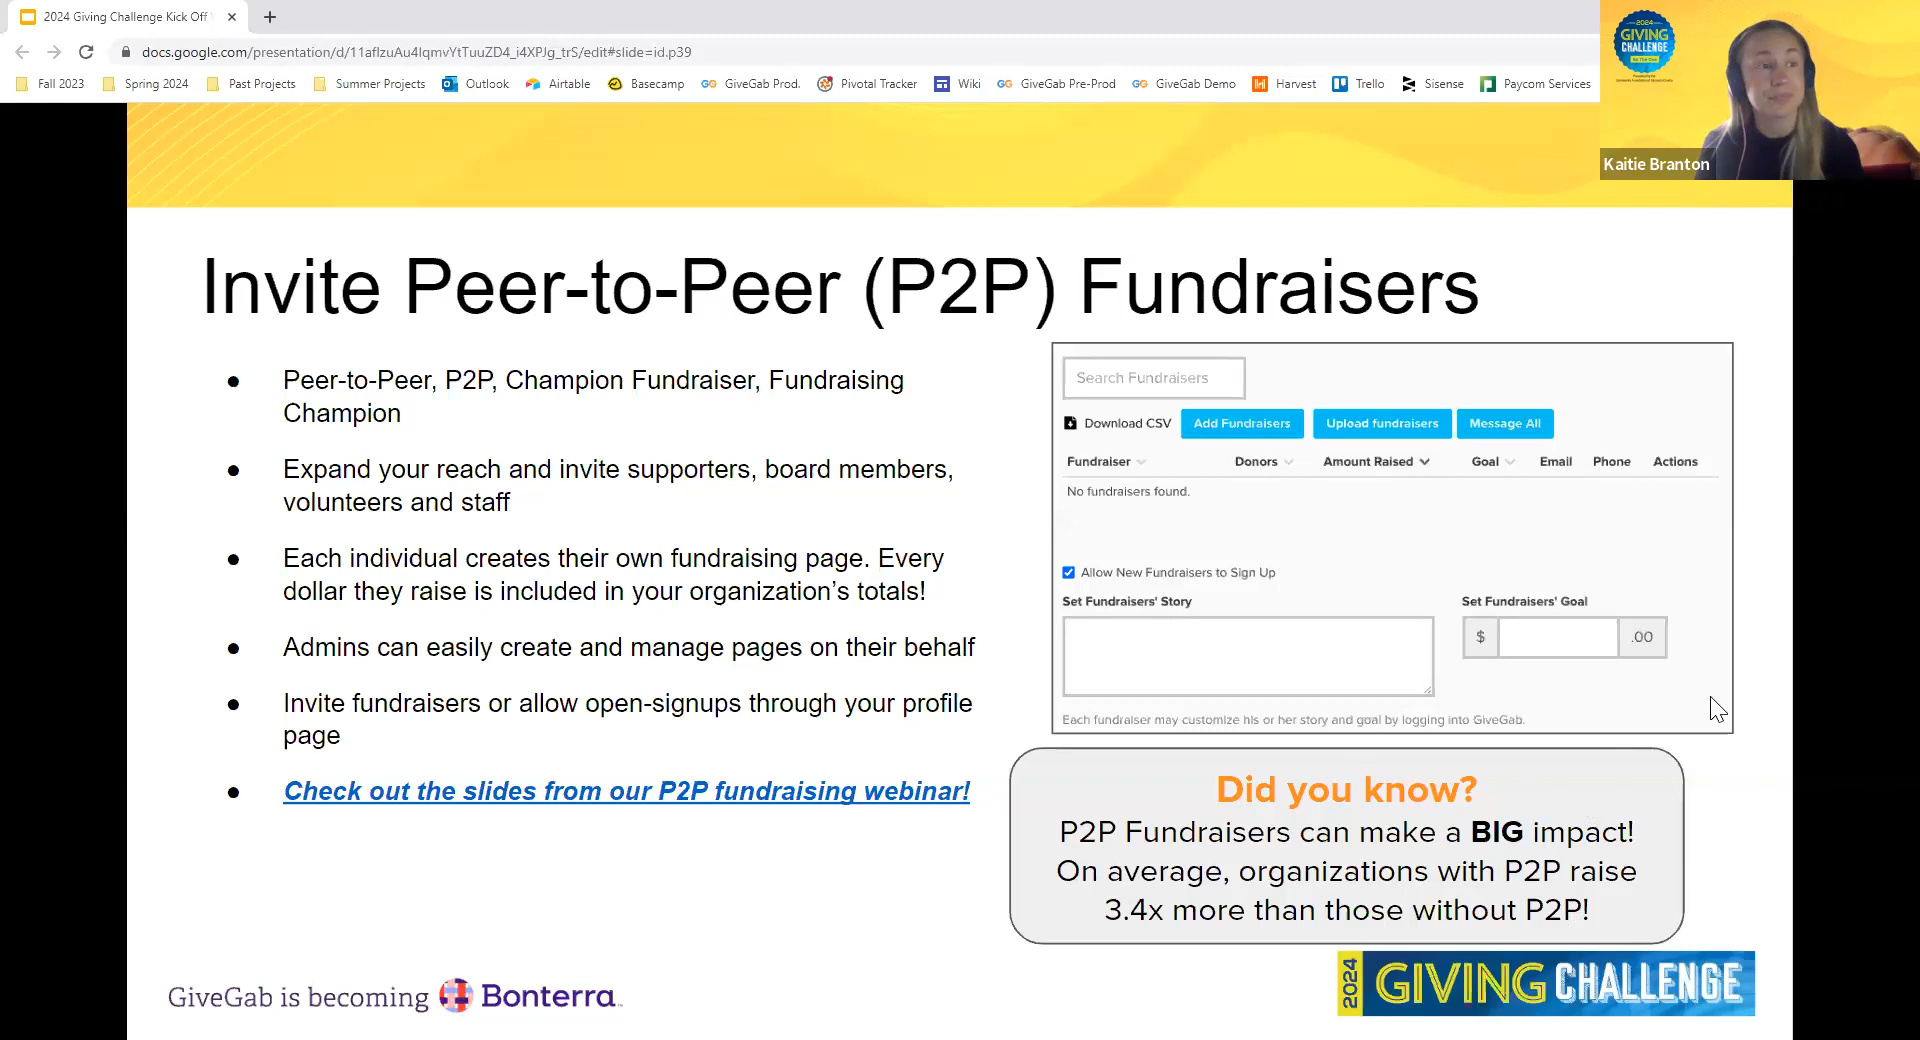 2024 Giving Challenge Kick Off
docs.google.com/presentation/d/11aflzuAu4lqmvYtTuuZD4_i4XPJg_trS/edit#slide=id.p39
Fall 2023 Spring 2024 Past Projects Summer Projects Outlook Airtable Basecamp GiveGab Prod. Pivotal Tracker Wiki GiveGab Pre-Prod GiveGab Demo Harvest Trello Sisense Paycom Services
2024
GIVING
CHALLENGE
Kaitie Branton
Invite Peer-to-Peer (P2P) Fundraisers
● Peer-to-Peer, P2P, Champion Fundraiser, Fundraising
Champion
● Expand your reach and invite supporters, board members,
volunteers and staff
● Each individual creates their own fundraising page. Every
dollar they raise is included in your organization’s totals!
● Admins can easily create and manage pages on their behalf
● Invite fundraisers or allow open-signups through your profile
page
● Check out the slides from our P2P fundraising webinar!
Search Fundraisers
Download CSV Add Fundraisers Upload fundraisers Message All
Fundraiser Donors Amount Raised Goal Email Phone Actions
No fundraisers found.
Allow New Fundraisers to Sign Up
Set Fundraisers' Story Set Fundraisers' Goal
$ .00
Each fundraiser may customize his or her story and goal by logging into GiveGab.
Did you know?
P2P Fundraisers can make a BIG impact!
On average, organizations with P2P raise
3.4x more than those without P2P!
GiveGab is becoming Bonterra
2024 GIVING CHALLENGE